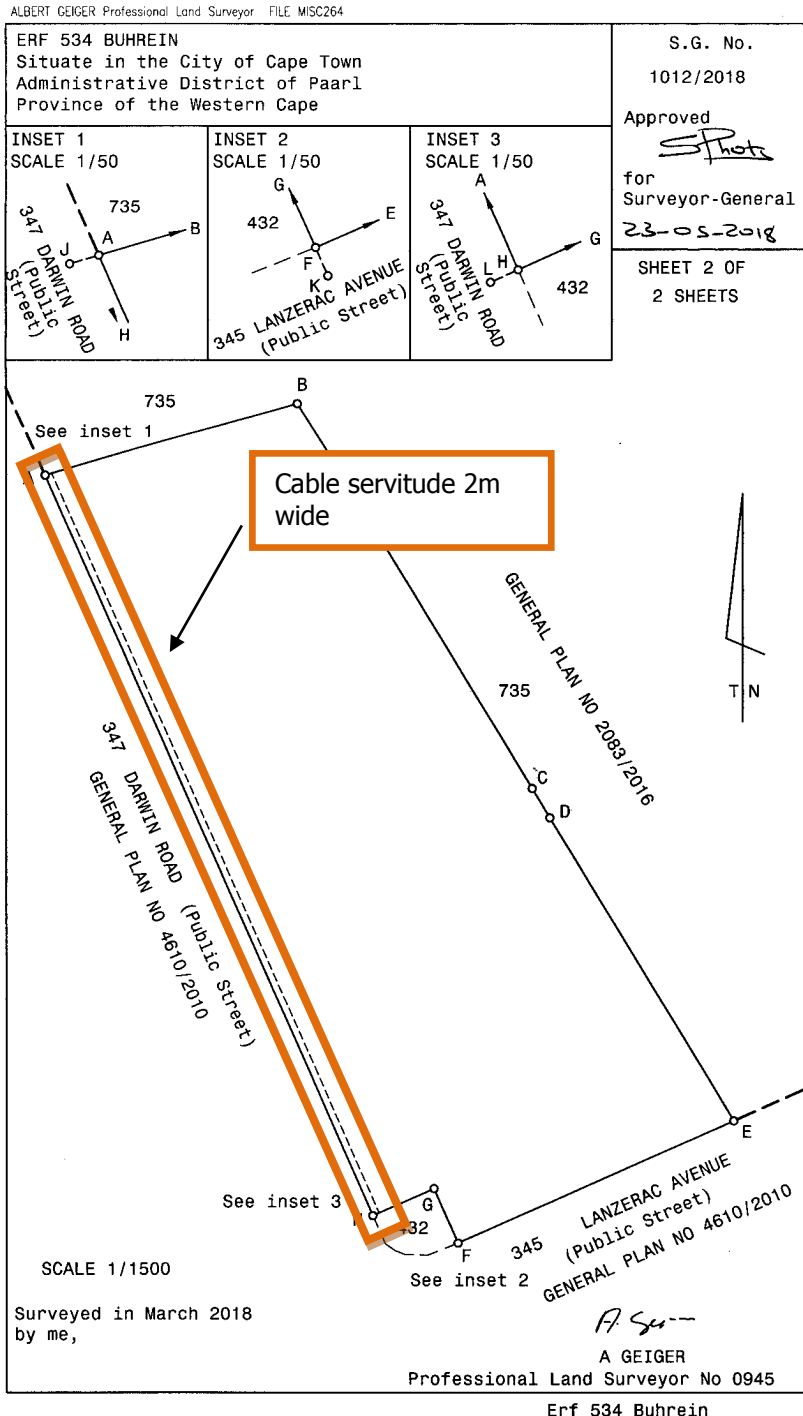 ALBERT GEIGER Professional Land Surveyor FILE MISC264
ERF 534 BUHREIN
Situate in the City of Cape Town
Administrative District of Paarl
Province of the Western Cape
S.G. No.
1012/2018
Approved
for
Surveyor-General
23-05-2018
SHEET 2 OF
2 SHEETS
INSET 1
SCALE 1/50
735
B
J
A
H
347 DARWIN ROAD
(Public
Street)
INSET 2
SCALE 1/50
G
432
E
F
K
345 LANZERAC AVENUE
(Public Street)
INSET 3
SCALE 1/50
A
347 DARWIN ROAD
(Public
Street)
L
H
G
432
B
735
See inset 1
Cable servitude 2m
wide
GENERAL PLAN NO 2083/2016
735
T N
C
D
347 DARWIN ROAD (Public Street)
GENERAL PLAN NO 4610/2010
E
See inset 3
H
G
432
F
345 LANZERAC AVENUE
(Public Street)
GENERAL PLAN NO 4610/2010
See inset 2
SCALE 1/1500
Surveyed in March 2018
by me,
A GEIGER
Professional Land Surveyor No 0945
Erf 534 Buhrein